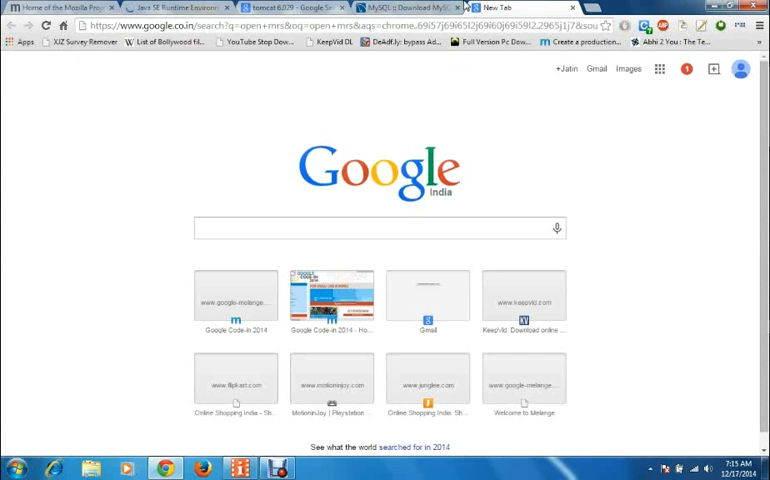 Home of the Mozilla Proj
Java SE Runtime Environ
tomcat 6.029 - Google Se
MySQL :: Download MySQ
New Tab
https://www.google.co.in/search?q=open+mrs&oq=open+mrs&aqs=chrome..69i57j69i60j69i65l2j69i60j69i59l2.2965j1j7&sou
Apps
XJZ Survey Remover
List of Bollywood fil...
YouTube Stop Dow...
KeepVid DL
DeAdf.ly: bypass Ad...
Full Version Pc Dow...
Create a production...
Abhi 2 You : The Te...
+Jatin
Gmail
Images
1
Google
India
www.google-melange...
Google Code-in 2014
Google Code-in 2014 - Ho...
Gmail
www.keepvid.com
KeepVid: Download online ...
www.flipkart.com
Online Shopping India - Sh...
www.motioninjoy.com
MotioninJoy | Playstation ...
www.junglee.com
Online Shopping India: Sh...
www.google-melange...
Welcome to Melange
See what the world searched for in 2014
7:15 AM
12/17/2014